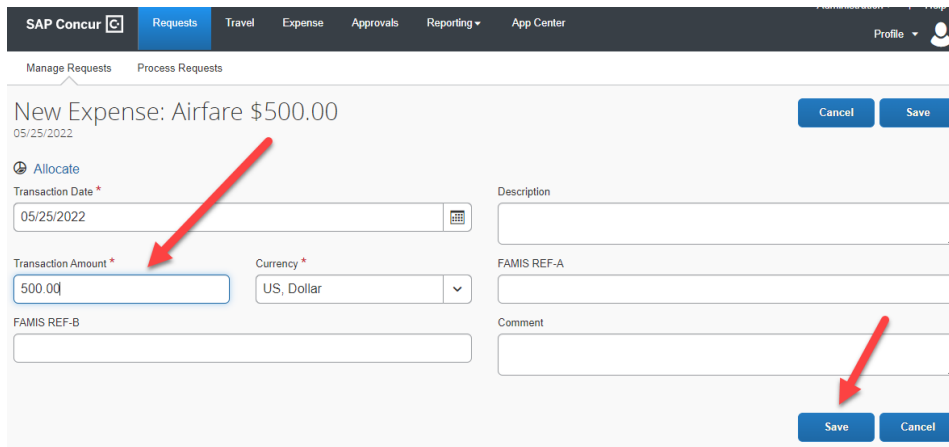 Administration Help
SAP Concur C Requests Travel Expense Approvals Reporting App Center
Profile
Manage Requests Process Requests
New Expense: Airfare $500.00
Cancel Save
05/25/2022
Allocate
Transaction Date * Description
05/25/2022
Transaction Amount * Currency * FAMIS REF-A
500.00 US, Dollar
FAMIS REF-B Comment
Save Cancel